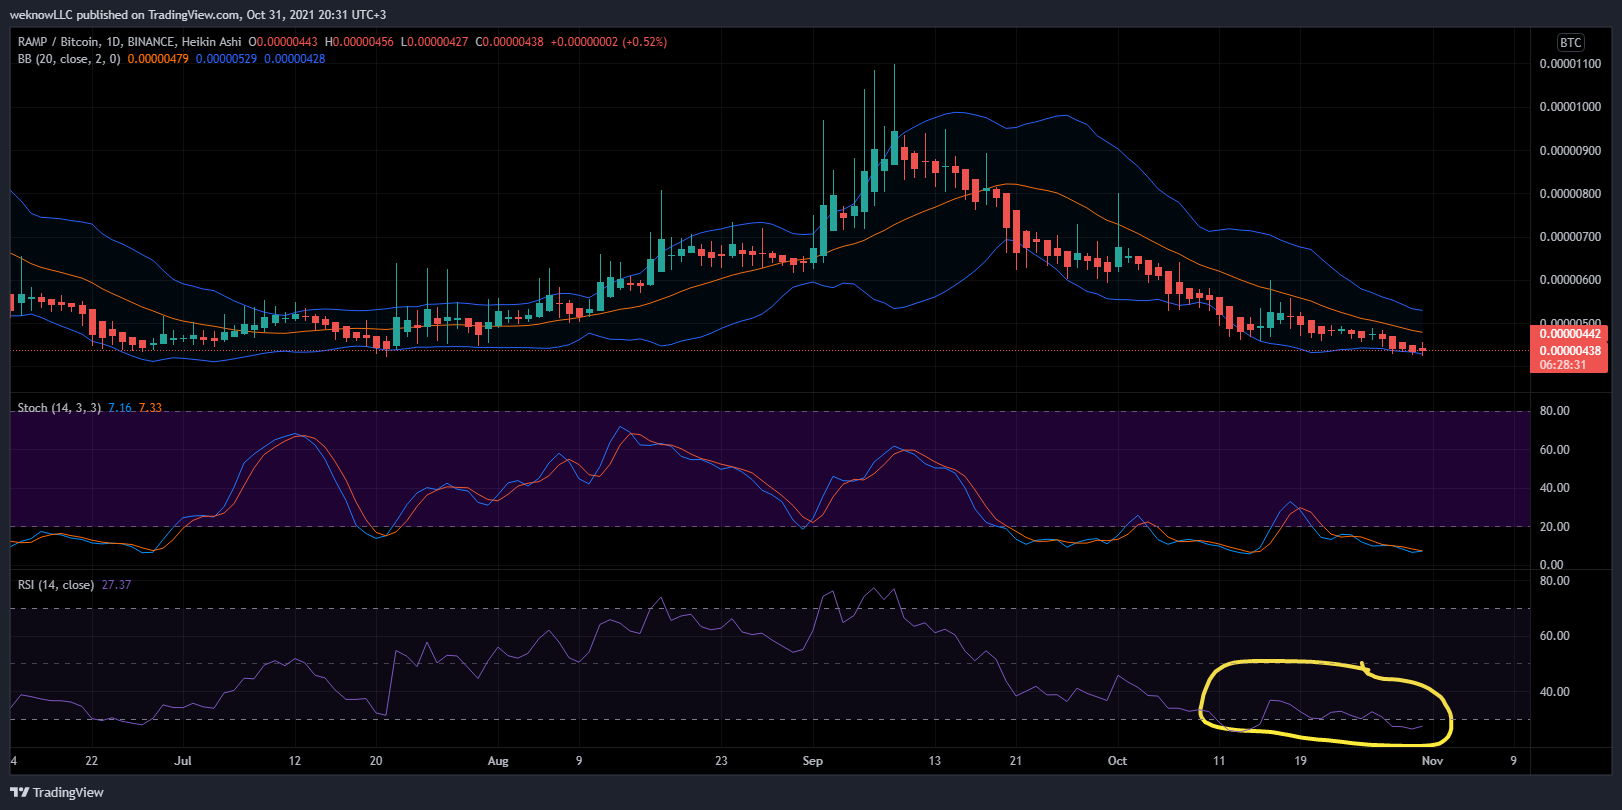 weknowLLC published on TradingView.com, Oct 31, 2021 20:31 UTC+3
RAMP / Bitcoin, 1D, BINANCE, Heikin Ashi O0.00000443 H0.00000456 L0.00000427 C0.00000438 +0.00000002 (+0.52%)
BB (20, close, 2, 0) 0.00000479 0.00000529 0.00000428
BTC
0.00001100
0.00001000
0.00000900
0.00000800
0.00000700
0.00000600
0.00000500
0.00000442
0.00000438
06:28:31
Stoch (14, 3, 3) 7.16 7.33
80.00
60.00
40.00
20.00
0.00
RSI (14, close) 27.37
80.00
60.00
40.00
4 22 Jul 12 20 Aug 9 23 Sep 13 21 Oct 11 19 Nov 9
TradingView